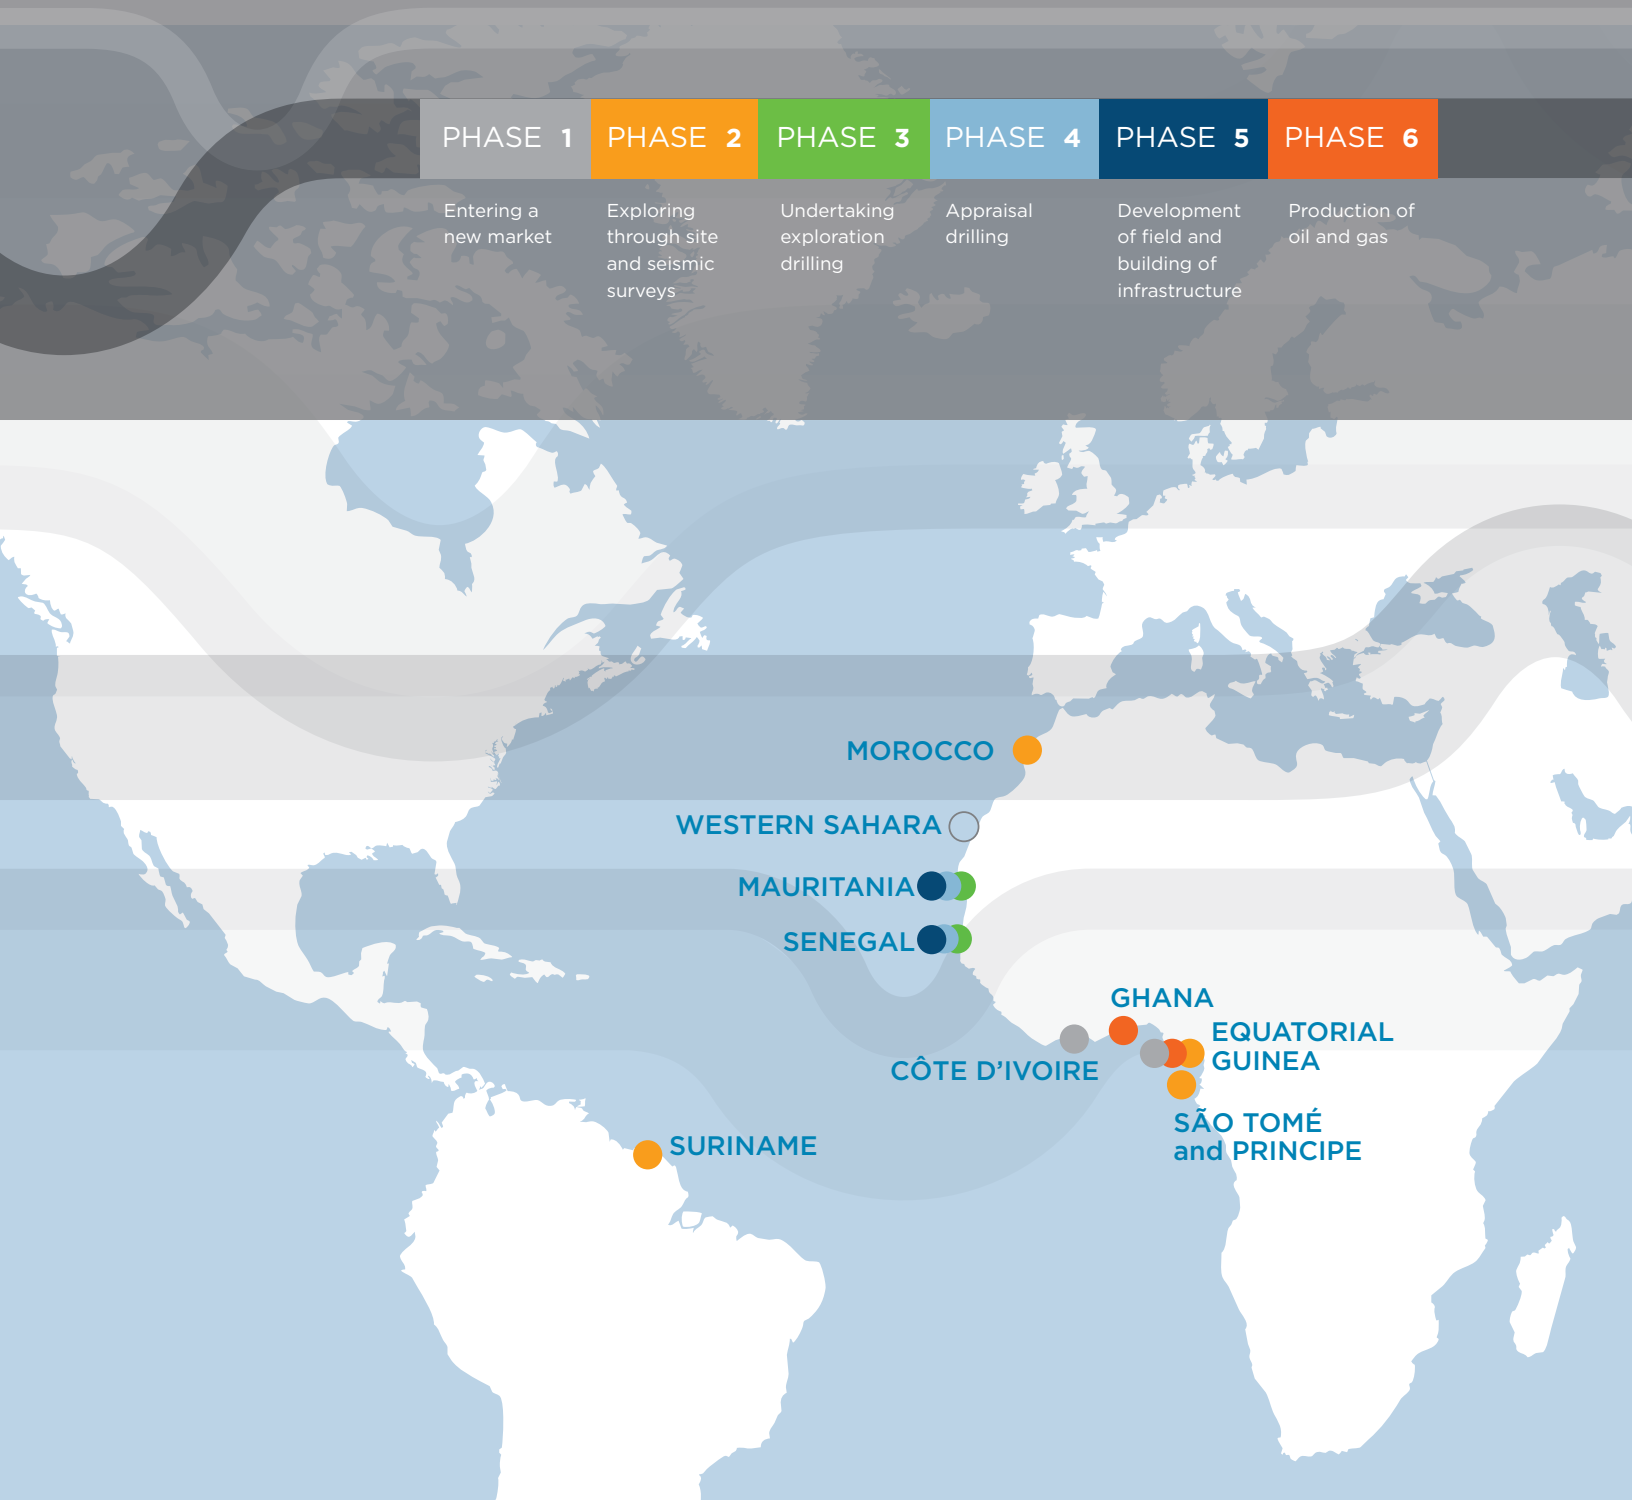 PHASE 1
PHASE 2
PHASE 3
PHASE 4
PHASE 5
PHASE 6
Entering a
new market
Exploring
through site
and seismic
surveys
Undertaking
exploration
drilling
Appraisal
drilling
Development
of field and
building of
infrastructure
Production of
oil and gas
MOROCCO
WESTERN SAHARA
MAURITANIA
SENEGAL
GHANA
EQUATORIAL
GUINEA
CÔTE D’IVOIRE
SÃO TOMÉ
and PRINCIPE
SURINAME